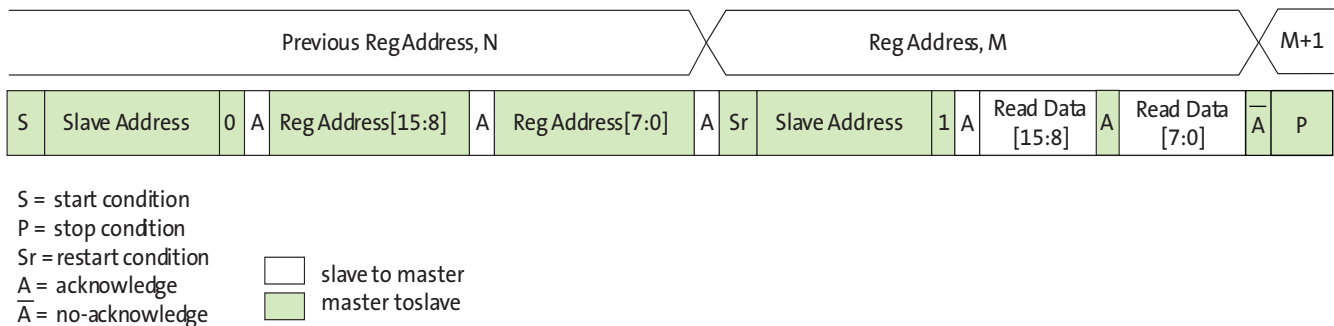 Previous Reg Address, N Reg Address, M M+1
S Slave Address 0 A Reg Address[15:8] A Reg Address[7:0] A Sr Slave Address 1 A Read Data [15:8] A Read Data [7:0] A̅ P
S = start condition
P = stop condition
Sr = restart condition
A = acknowledge
A̅ = no-acknowledge
slave to master
master toslave